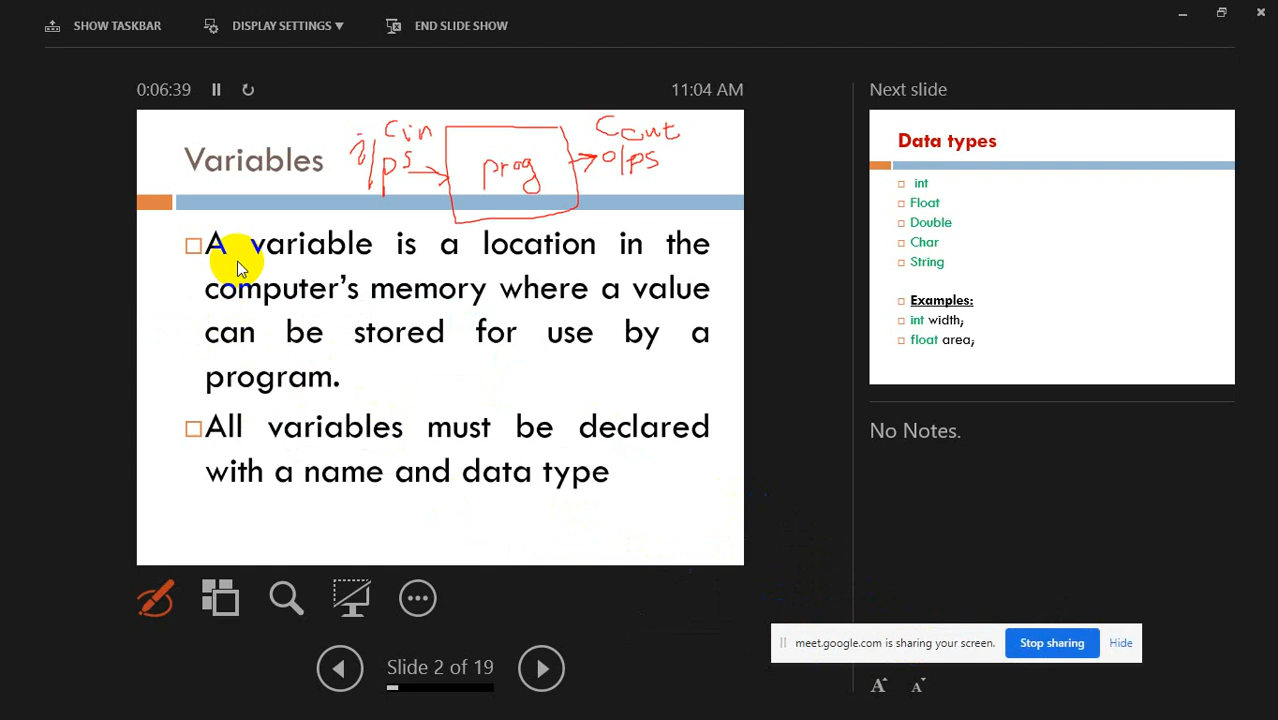 SHOW TASKBAR
DISPLAY SETTINGS ▼
END SLIDE SHOW
0:06:39
11:04 AM
Next slide
Variables
Cin
i/ps
prog
Cout
o/ps
A variable is a location in the
computer’s memory where a value
can be stored for use by a
program.
All variables must be declared
with a name and data type
Data types
int
Float
Double
Char
String
Examples:
int width;
float area;
No Notes.
meet.google.com is sharing your screen.
Stop sharing
Hide
Slide 2 of 19
A
A